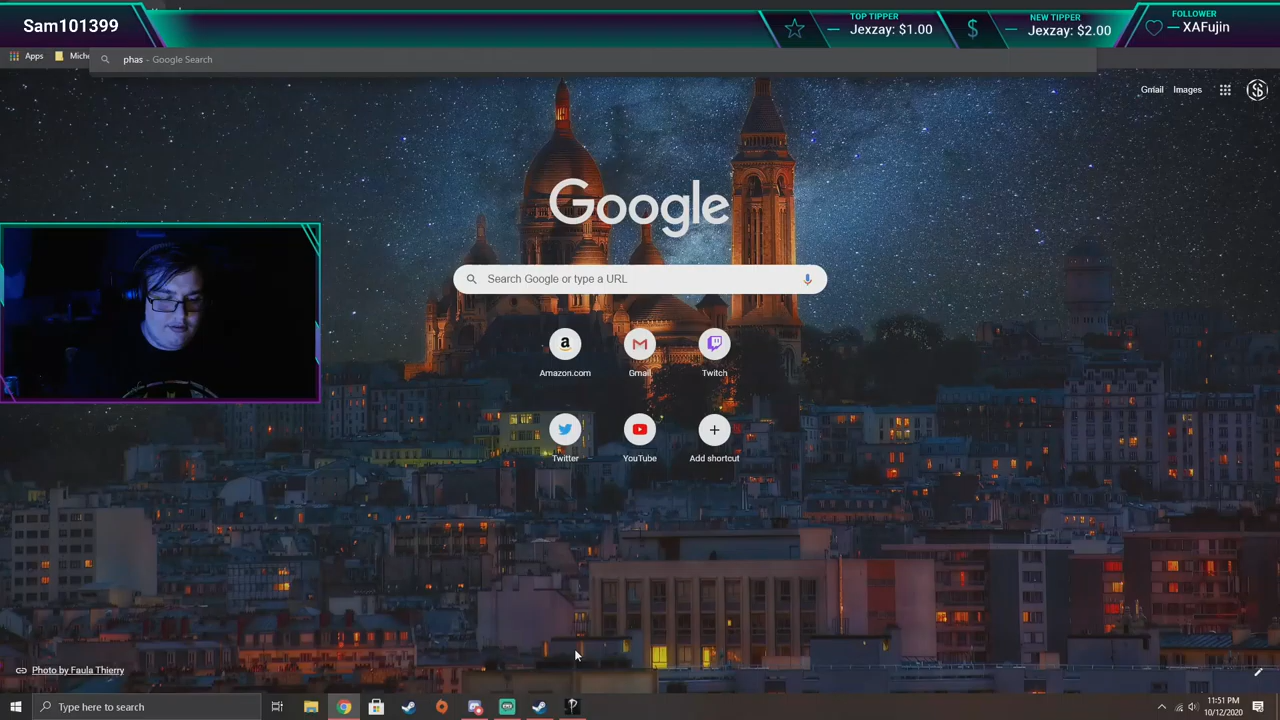 Sam101399
TOP TIPPER
Jexzay: $1.00
NEW TIPPER
Jexzay: $2.00
FOLLOWER
XAFujin
Apps
Miche
phas - Google Search
Gmail
Images
Google
Search Google or type a URL
Amazon.com
Gmail
Twitch
Twitter
YouTube
Add shortcut
Photo by Faula Thierry
Type here to search
11:51 PM
10/12/2020